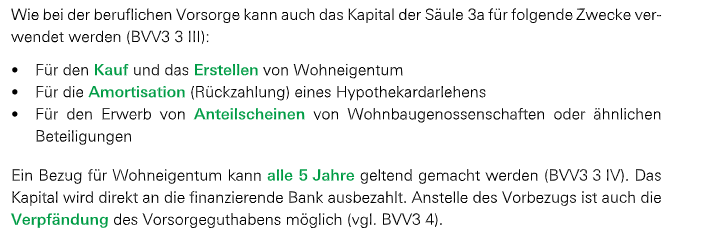 Wie bei der beruflichen Vorsorge kann auch das Kapital der Säule 3a für folgende Zwecke ver-
wendet werden (BVV3 3 III):
• Für den Kauf und das Erstellen von Wohneigentum
• Für die Amortisation (Rückzahlung) eines Hypothekardarlehens
• Für den Erwerb von Anteilscheinen von Wohnbaugenossenschaften oder ähnlichen
Beteiligungen
Ein Bezug für Wohneigentum kann alle 5 Jahre geltend gemacht werden (BVV3 3 IV). Das
Kapital wird direkt an die finanzierende Bank ausbezahlt. Anstelle des Vorbezugs ist auch die
Verpfändung des Vorsorgeguthabens möglich (vgl. BVV3 4).